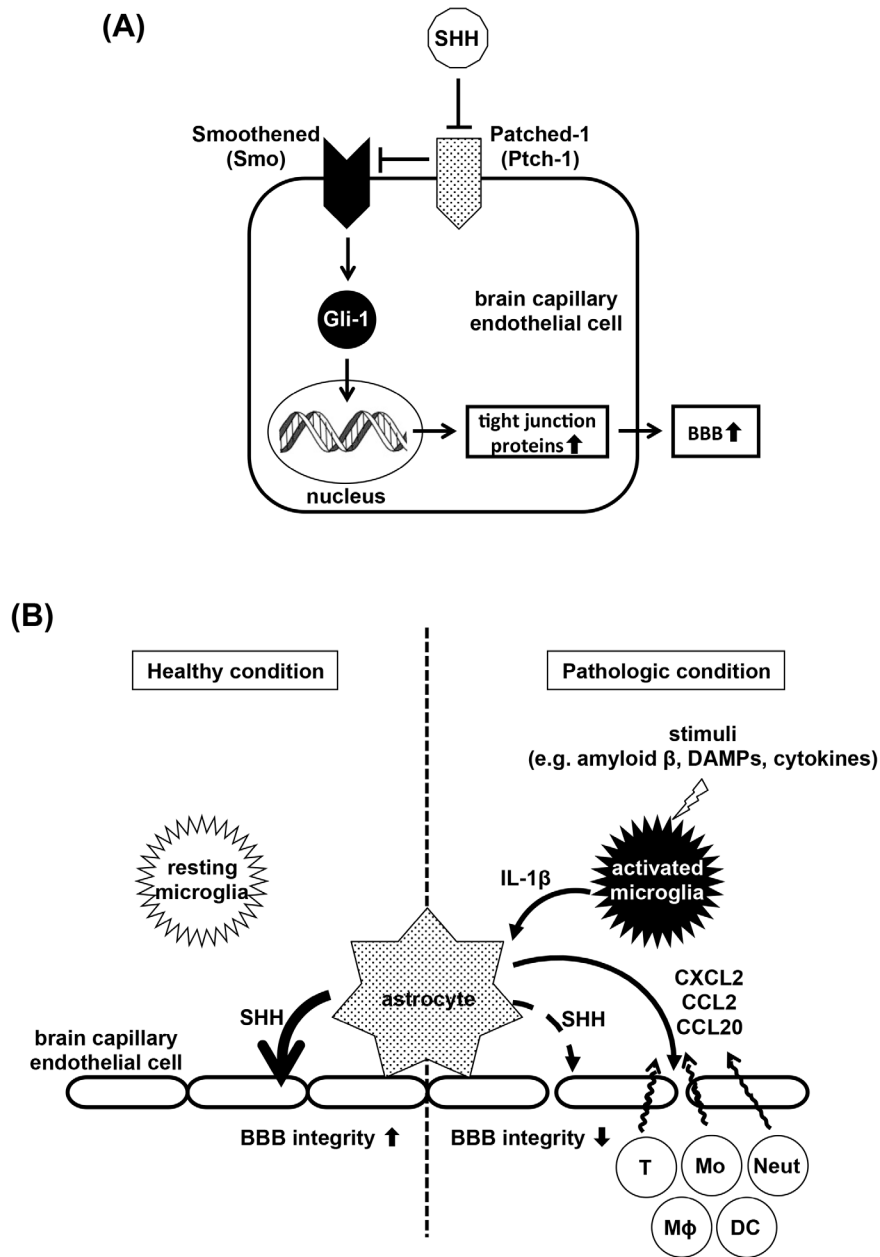 (A)
SHH
Smoothened
(Smo)
Patched-1
(Ptch-1)
brain capillary
endothelial cell
Gli-1
tight junction
proteins⬆
BBB⬆
nucleus
(B)
Healthy condition
Pathologic condition
stimuli
(e.g. amyloid β, DAMPs, cytokines)
resting
microglia
activated
microglia
IL-1β
astrocyte
CXCL2
CCL2
CCL20
SHH
SHH
brain capillary
endothelial cell
BBB integrity ⬆
BBB integrity ⬇
T
Mo
Neut
Mϕ
DC